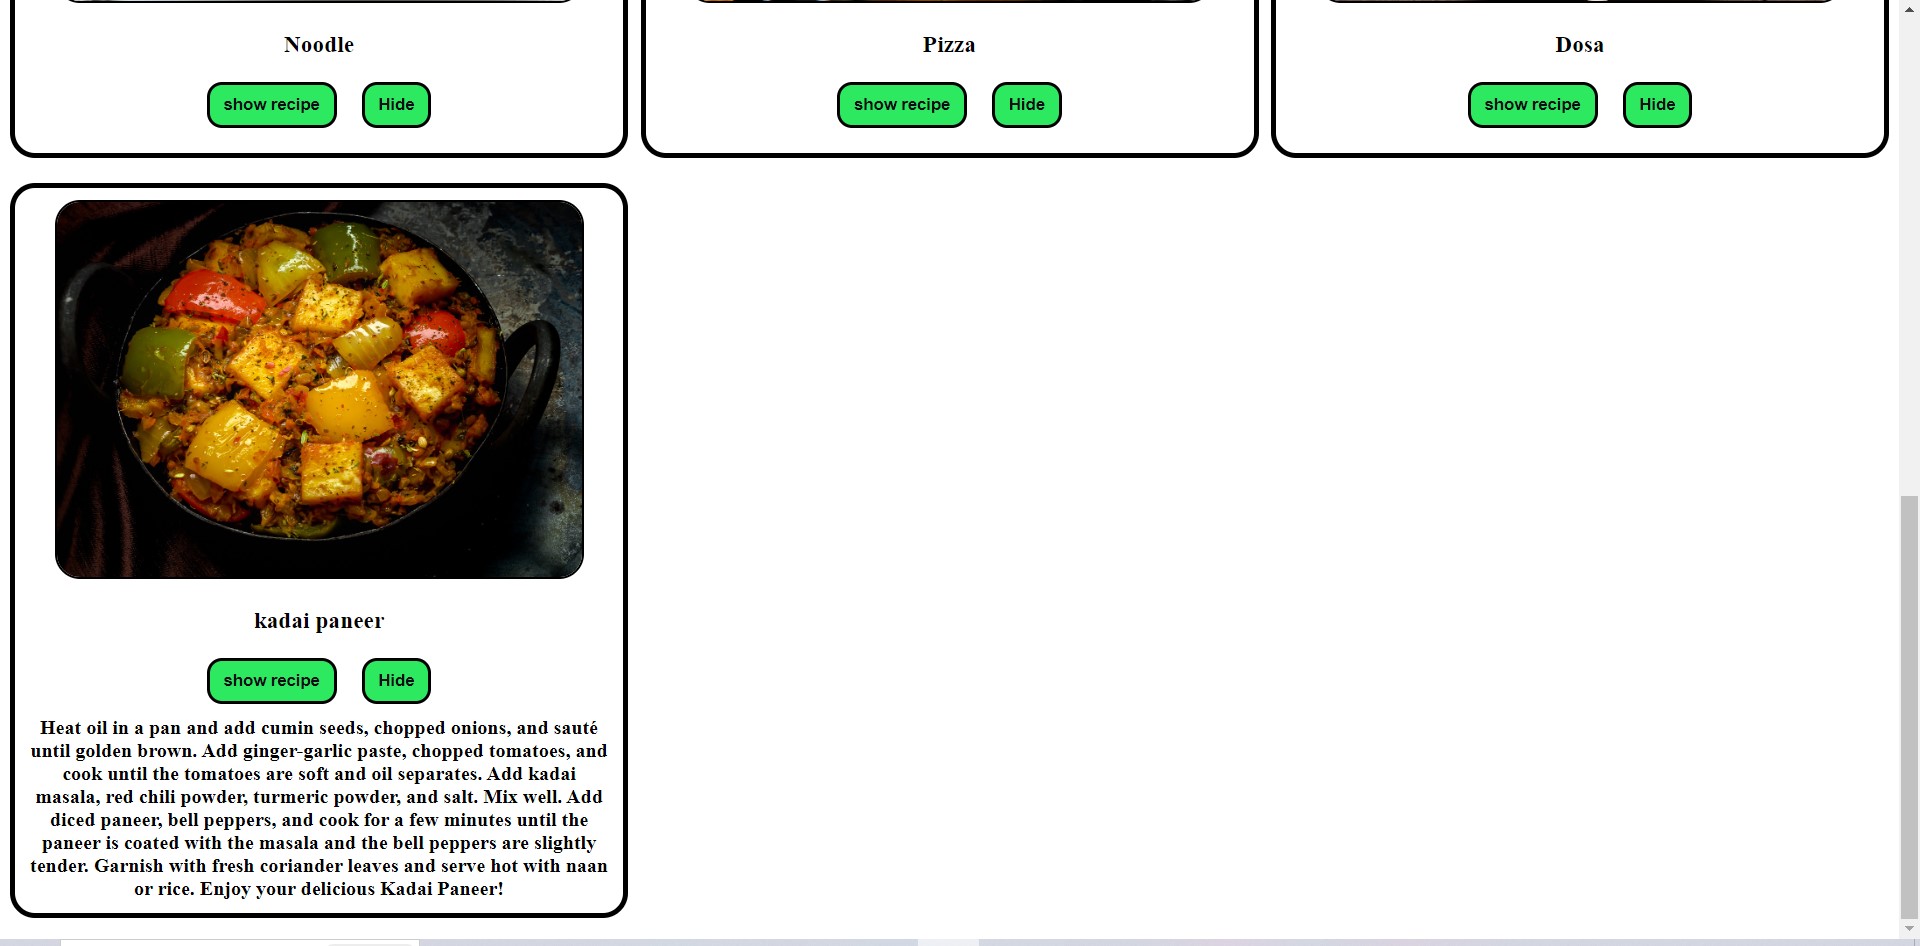 Noodle
Pizza
Dosa
show recipe
Hide
show recipe
Hide
show recipe
Hide
kadai paneer
show recipe
Hide
Heat oil in a pan and add cumin seeds, chopped onions, and sauté
until golden brown. Add ginger-garlic paste, chopped tomatoes, and
cook until the tomatoes are soft and oil separates. Add kadai
masala, red chili powder, turmeric powder, and salt. Mix well. Add
diced paneer, bell peppers, and cook for a few minutes until the
paneer is coated with the masala and the bell peppers are slightly
tender. Garnish with fresh coriander leaves and serve hot with naan
or rice. Enjoy your delicious Kadai Paneer!